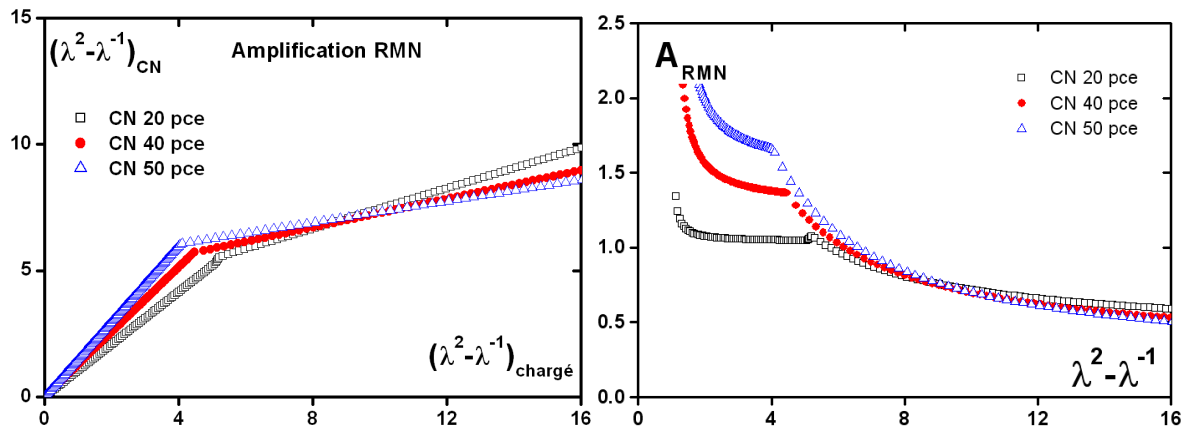 15
10
5
0
(λ²-λ⁻¹)CN
Amplification RMN
CN 20 pce
CN 40 pce
CN 50 pce
(λ²-λ⁻¹)chargé
0 4 8 12 16
2.5
2.0
1.5
1.0
0.5
0.0
A RMN
CN 20 pce
CN 40 pce
CN 50 pce
λ²-λ⁻¹
0 4 8 12 16